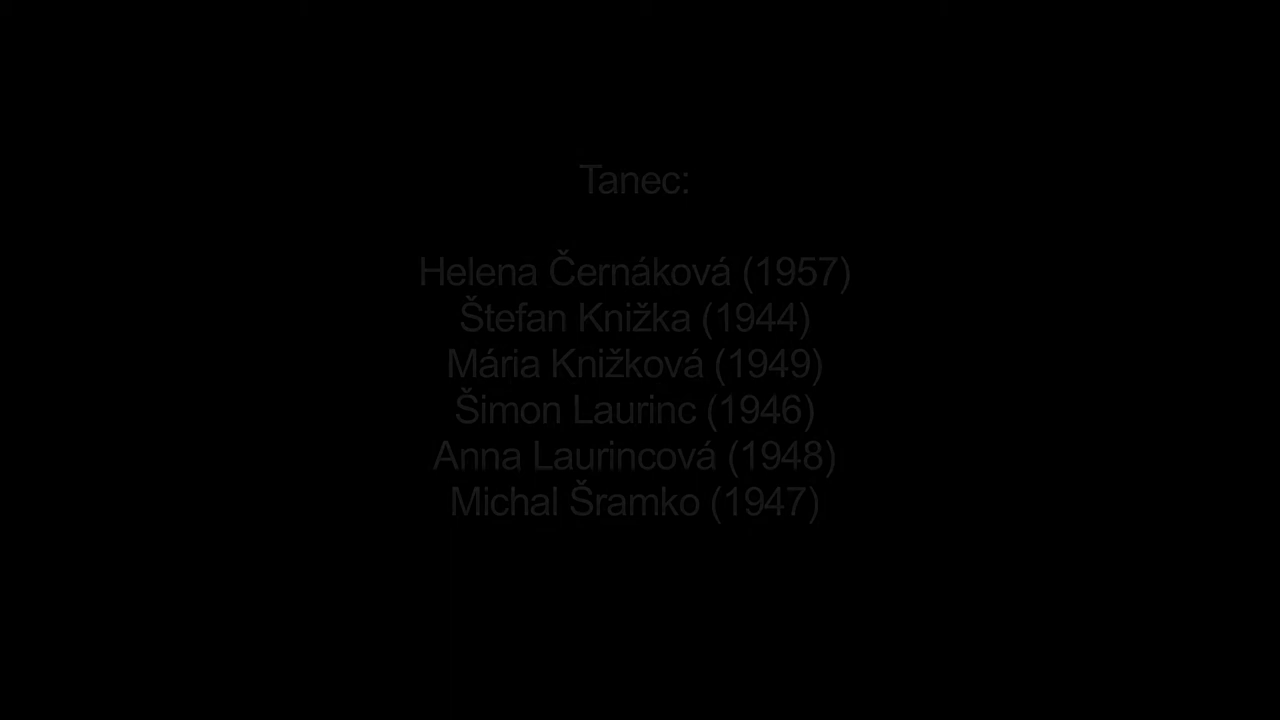 Tanec:
Helena Černáková (1957)
Štefan Knižka (1944)
Mária Knižková (1949)
Šimon Laurinc (1946)
Anna Laurincová (1948)
Michal Šramko (1947)